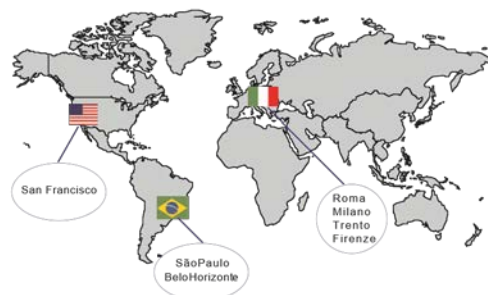 San Francisco
SãoPaulo
BeloHorizonte
Roma
Milano
Trento
Firenze